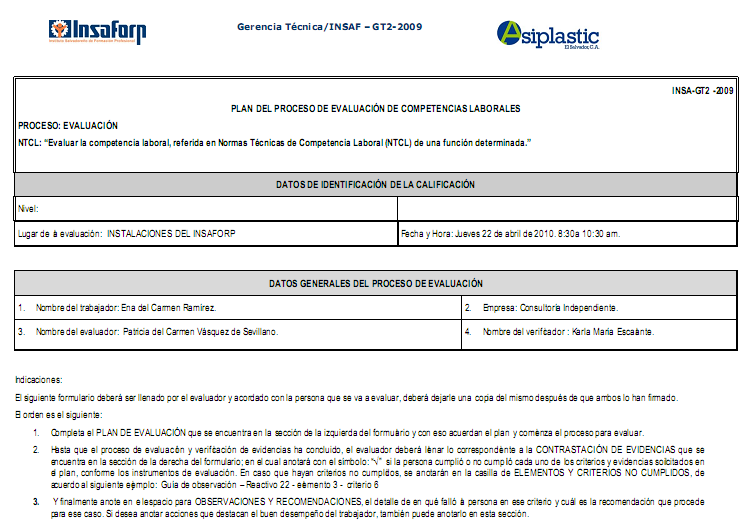 Insaforp
Instituto Salvadoreño de Formación Profesional
Gerencia Técnica/INSAF – GT2-2009
Asiplastic
El Salvador, C.A.
INSA-GT2 -2009
PLAN DEL PROCESO DE EVALUACIÓN DE COMPETENCIAS LABORALES
PROCESO: EVALUACIÓN
NTCL: “Evaluar la competencia laboral, referida en Normas Técnicas de Competencia Laboral (NTCL) de una función determinada.”
DATOS DE IDENTIFICACIÓN DE LA CALIFICACIÓN
Nivel:
Lugar de la evaluación: INSTALACIONES DEL INSAFORP
Fecha y Hora: Jueves 22 de abril de 2010. 8:30a 10:30 am.
DATOS GENERALES DEL PROCESO DE EVALUACIÓN
1. Nombre del trabajador: Ena del Carmen Ramírez.
2. Empresa: Consultoría Independiente.
3. Nombre del evaluador: Patricia del Carmen Vásquez de Sevillano.
4. Nombre del verificador : Karla María Escalante.
Indicaciones:
El siguiente formulario deberá ser llenado por el evaluador y acordado con la persona que se va a evaluar, deberá dejarle una copia del mismo después de que ambos lo han firmado.
El orden es el siguiente:
1. Completa el PLAN DE EVALUACIÓN que se encuentra en la sección de la izquierda del formulario y con eso acuerdan el plan y comienza el proceso para evaluar.
2. Hasta que el proceso de evaluación y verificación de evidencias ha concluido, el evaluador deberá llenar lo correspondiente a la CONTRASTACIÓN DE EVIDENCIAS que se
encuentra en la sección de la derecha del formulario; en el cual anotará con el símbolo: “√” si la persona cumplió o no cumplió cada uno de los criterios y evidencias solicitados en
el plan, conforme los instrumentos de evaluación. En caso que hayan criterios no cumplidos, se anotarán en la casilla de ELEMENTOS Y CRITERIOS NO CUMPLIDOS, de
acuerdo al siguiente ejemplo: Guía de observación – Reactivo 22 - elemento 3 - criterio 6
3. Y finalmente anote en el espacio para OBSERVACIONES Y RECOMENDACIONES, el detalle de en qué falló à persona en ese criterio y cuál es la recomendación que procede
para ese caso. Si desea anotar acciones que destacan el buen desempeño del trabajador, también puede anotarlo en esta sección.